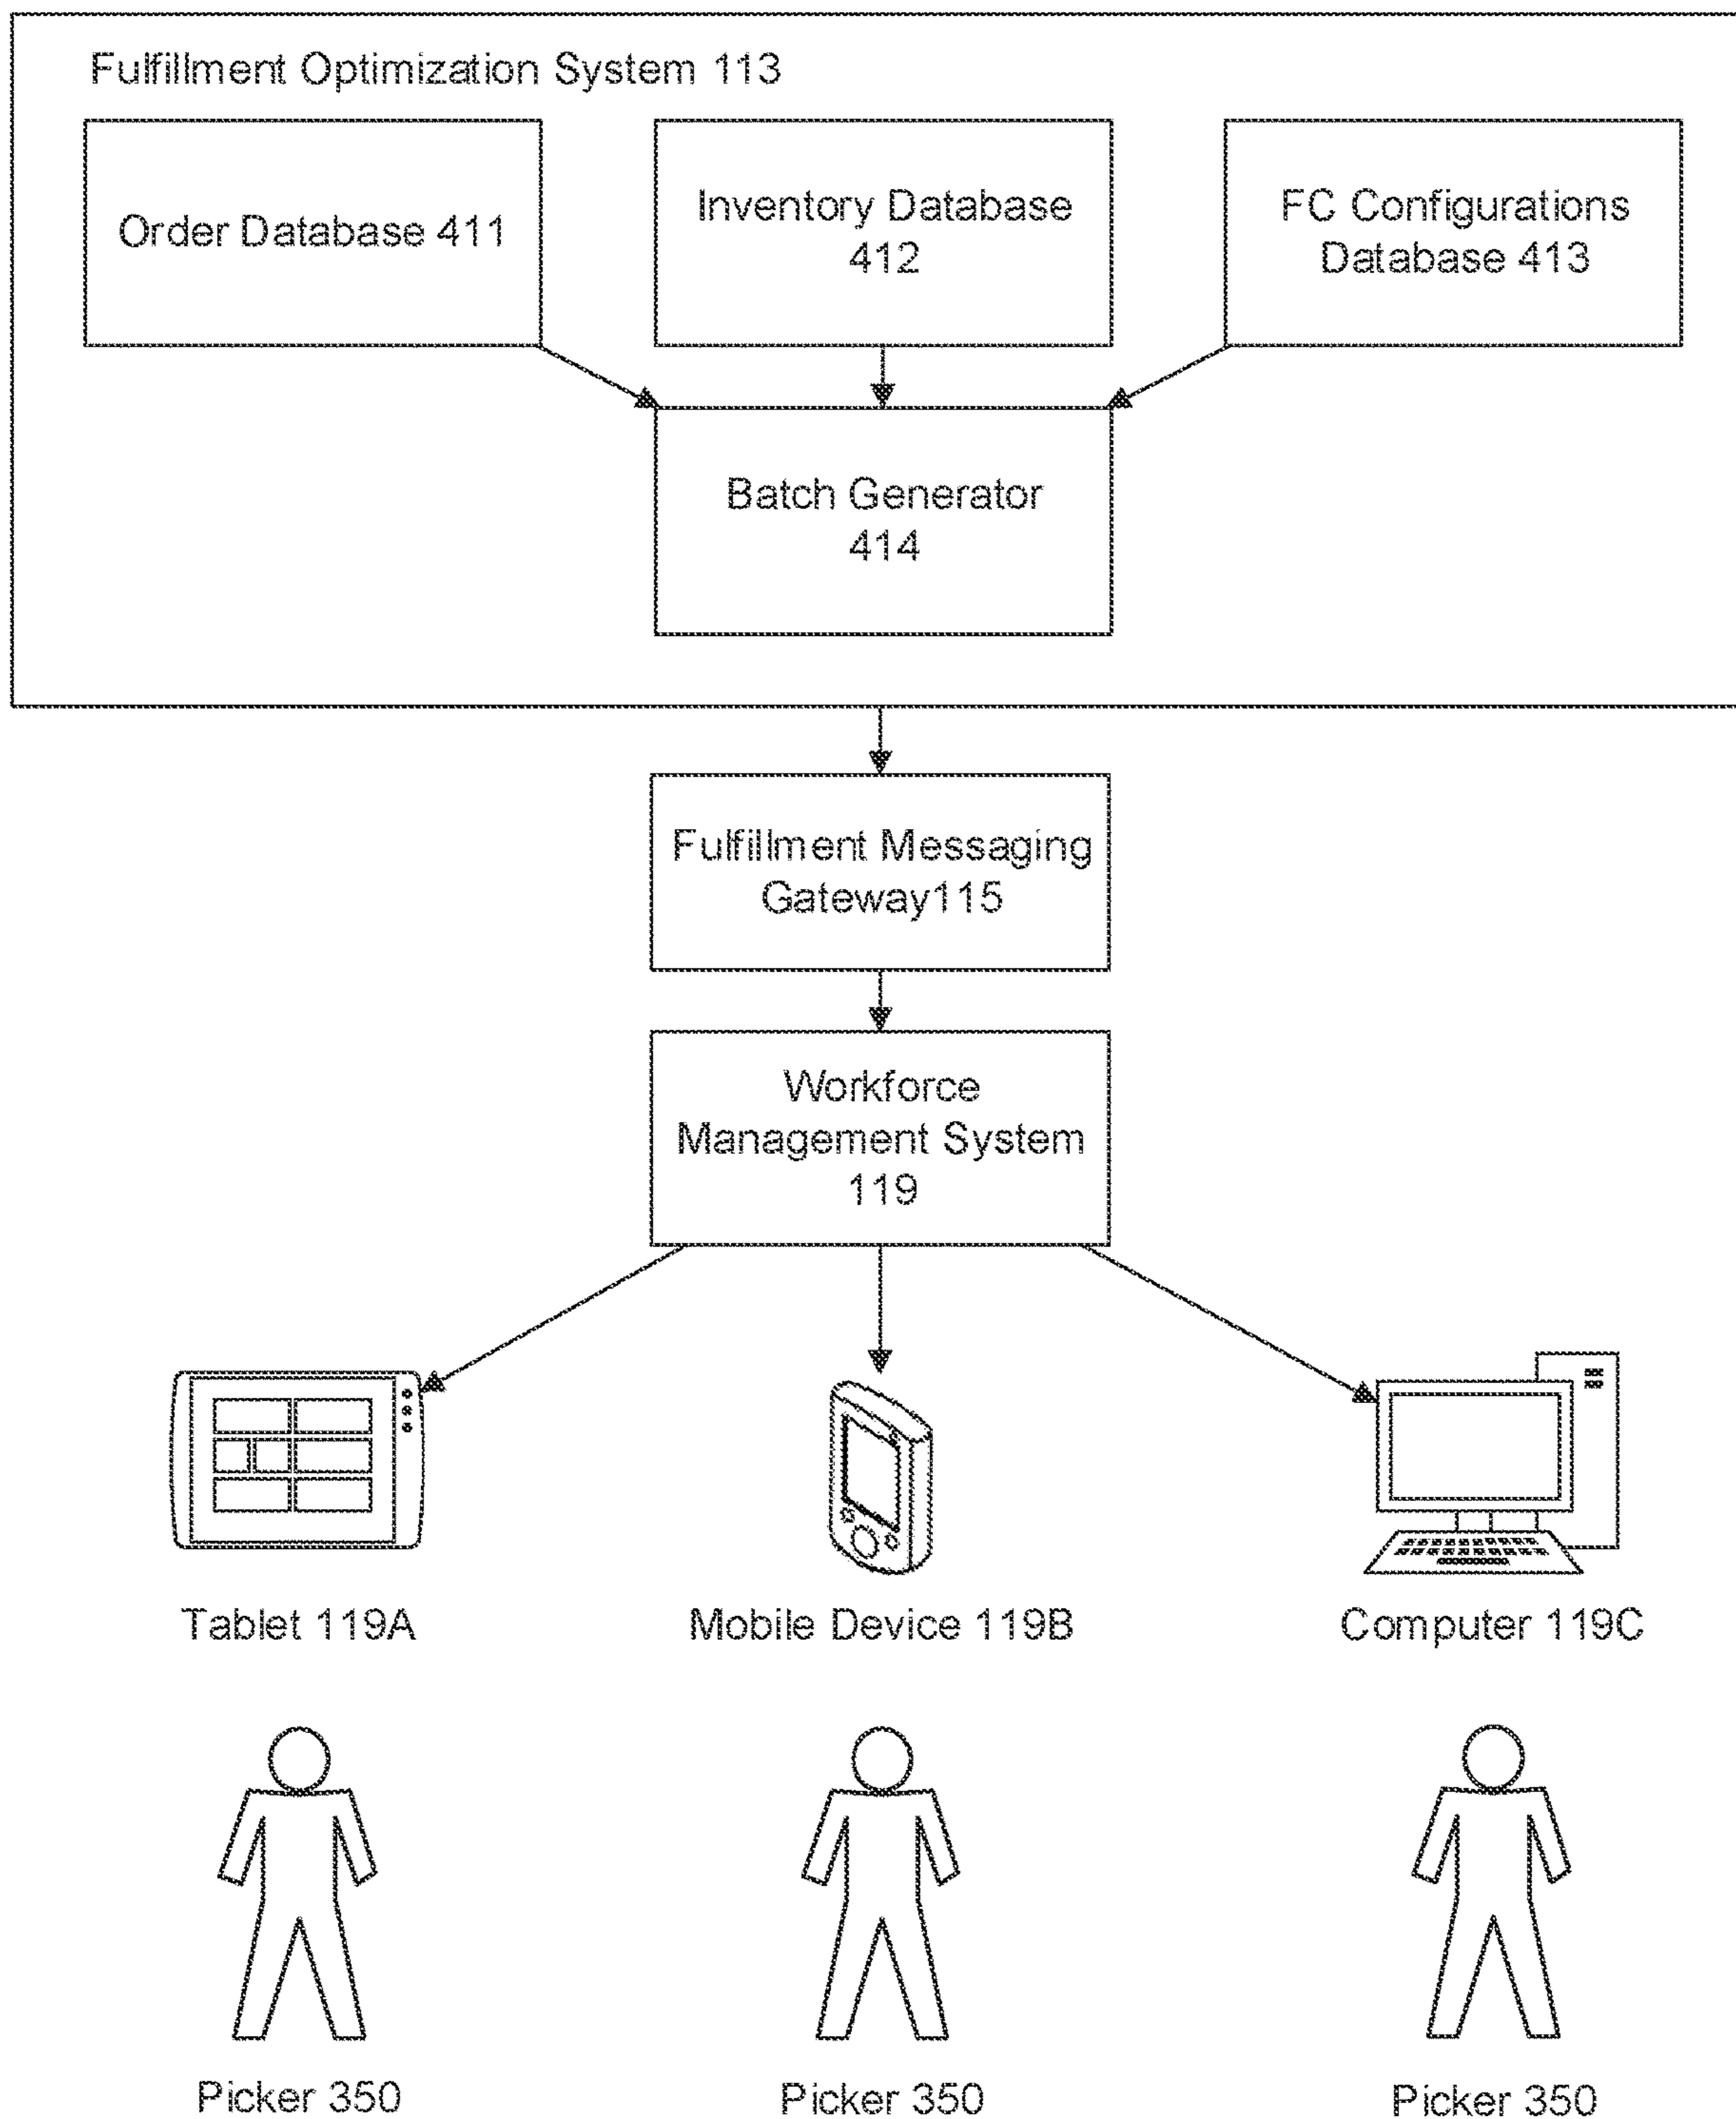 Fulfillment Optimization System 113
Order Database 411
Inventory Database
412
FC Configurations
Database 413
Batch Generator
414
Fulfillment Messaging
Gateway115
Workforce
Management System
119
Tablet 119A
Mobile Device 119B
Computer 119C
Picker 350
Picker 350
Picker 350